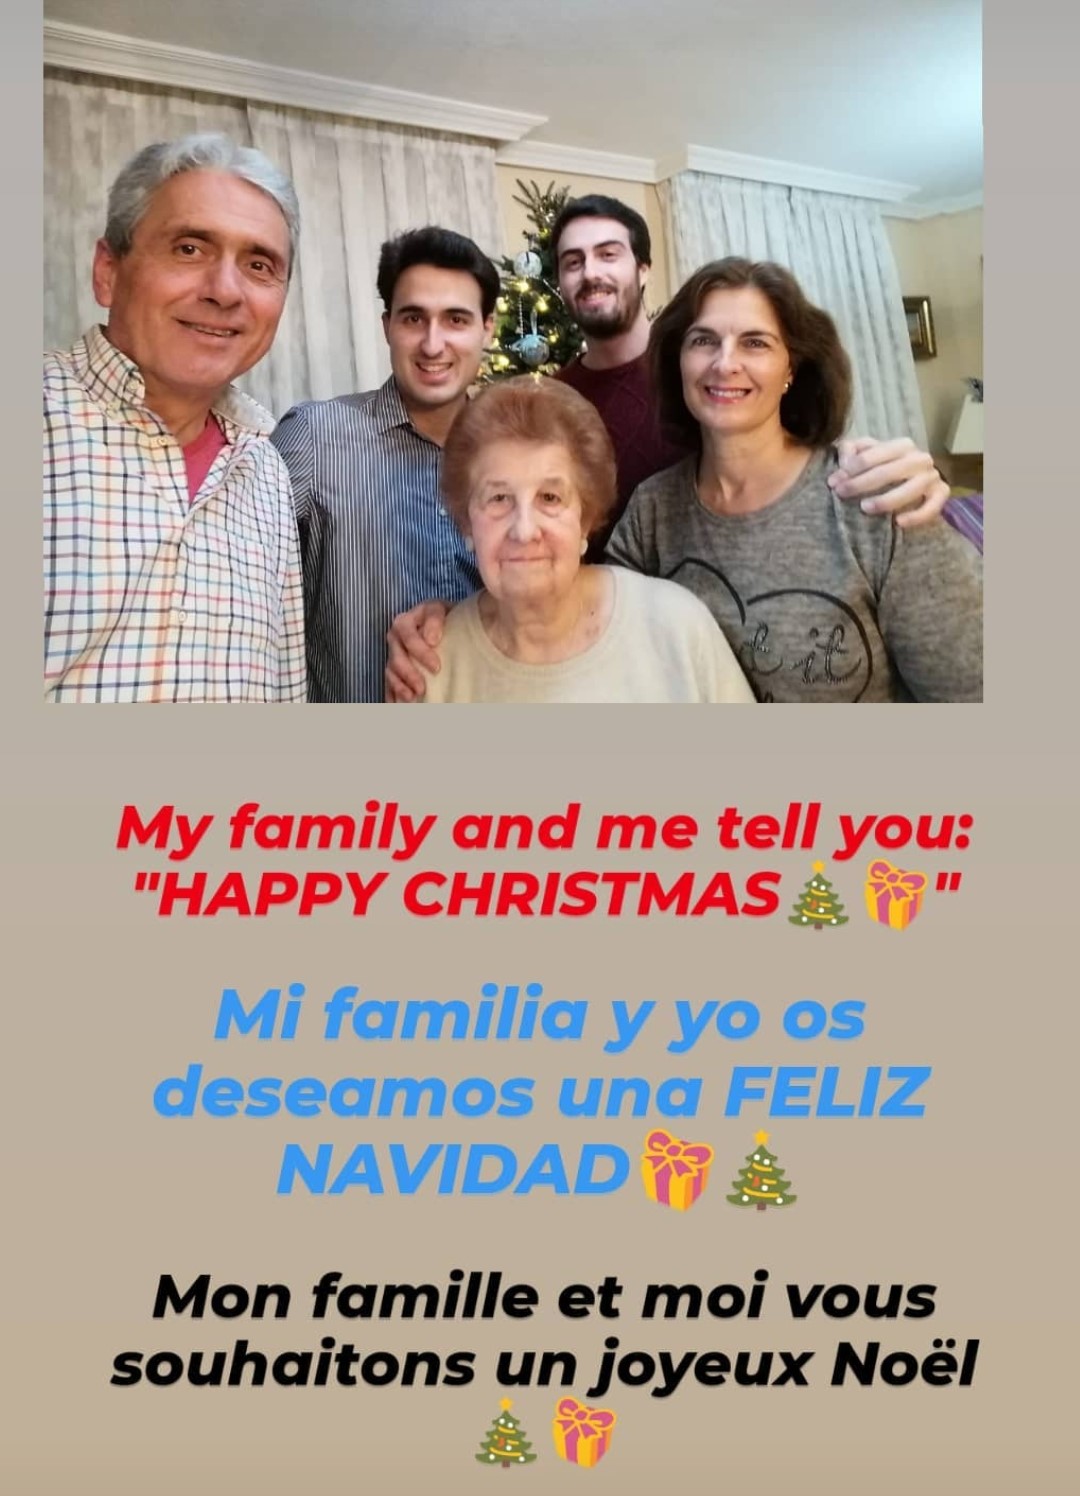 My family and me tell you:
"HAPPY CHRISTMAS🎄🎁"
Mi familia y yo os
deseamos una FELIZ
NAVIDAD🎁🎄
Mon famille et moi vous
souhaitons un joyeux Noël
🎄🎁